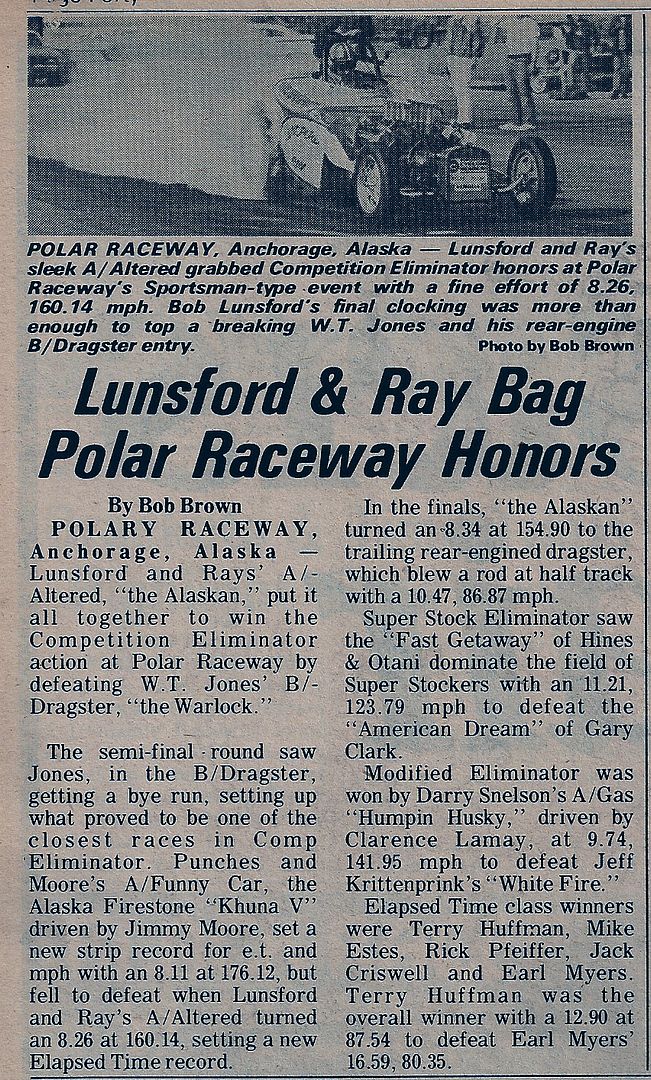 POLAR RACEWAY, Anchorage, Alaska — Lunsford and Ray's
sleek A/Altered grabbed Competition Eliminator honors at Polar
Raceway's Sportsman-type event with a fine effort of 8.26,
160.14 mph. Bob Lunsford's final clocking was more than
enough to top a breaking W.T. Jones and his rear-engine
B/Dragster entry.
Photo by Bob Brown
Lunsford & Ray Bag
Polar Raceway Honors
By Bob Brown
POLARY RACEWAY,
Anchorage, Alaska —
Lunsford and Rays' A/-
Altered, "the Alaskan," put it
all together to win the
Competition Eliminator
action at Polar Raceway by
defeating W.T. Jones' B/-
Dragster, "the Warlock."
The semi-final round saw
Jones, in the B/Dragster,
getting a bye run, setting up
what proved to be one of the
closest races in Comp
Eliminator. Punches and
Moore's A/Funny Car, the
Alaska Firestone "Khuna V"
driven by Jimmy Moore, set a
new strip record for e.t. and
mph with an 8.11 at 176.12, but
fell to defeat when Lunsford
and Ray's A/Altered turned
an 8.26 at 160.14, setting a new
Elapsed Time record.
In the finals, "the Alaskan"
turned an 8.34 at 154.90 to the
trailing rear-engined dragster,
which blew a rod at half track
with a 10.47, 86.87 mph.
Super Stock Eliminator saw
the "Fast Getaway" of Hines
& Otani dominate the field of
Super Stockers with an 11.21,
123.79 mph to defeat the
"American Dream" of Gary
Clark.
Modified Eliminator was
won by Darry Snelson's A/Gas
"Humpin Husky," driven by
Clarence Lamay, at 9.74,
141.95 mph to defeat Jeff
Krittenprink's "White Fire."
Elapsed Time class winners
were Terry Huffman, Mike
Estes, Rick Pfeiffer, Jack
Criswell and Earl Myers.
Terry Huffman was the
overall winner with a 12.90 at
87.54 to defeat Earl Myers'
16.59, 80.35.